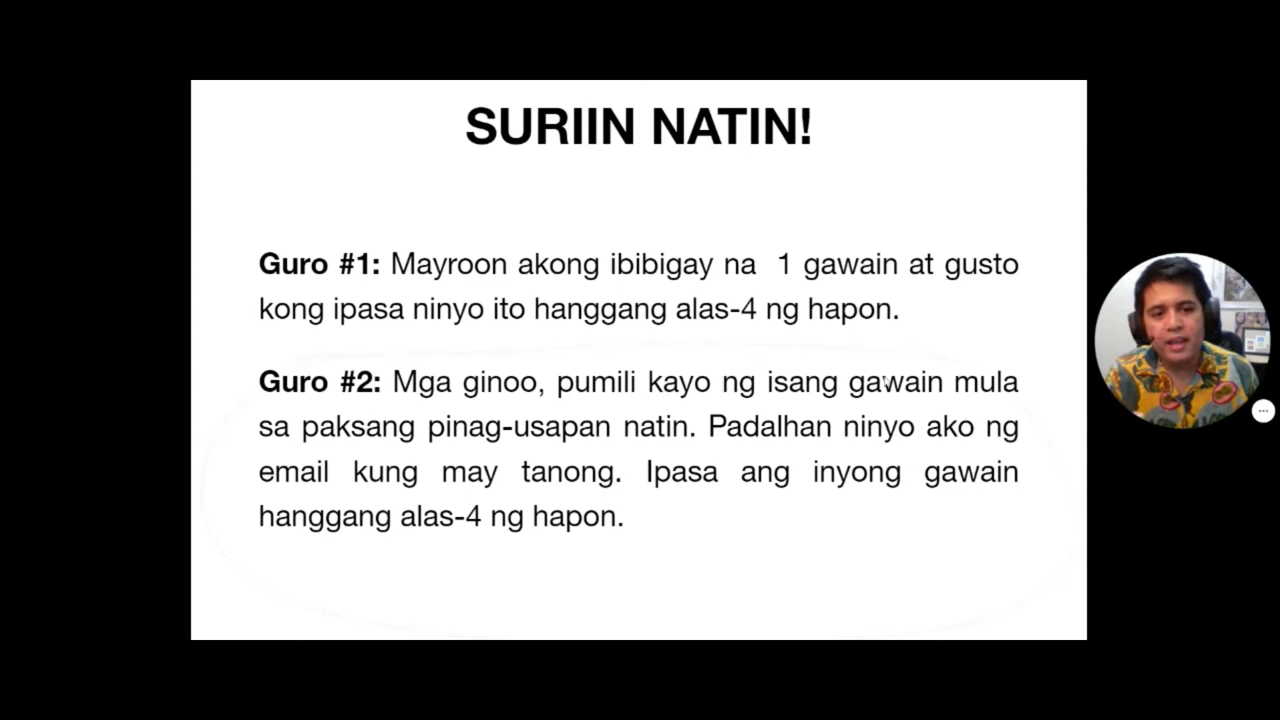 SURIIN NATIN!
Guro #1: Mayroon akong ibibigay na  1 gawain at gusto
kong ipasa ninyo ito hanggang alas-4 ng hapon.
Guro #2: Mga ginoo, pumili kayo ng isang gawain mula
sa paksang pinag-usapan natin. Padalhan ninyo ako ng
email kung may tanong. Ipasa ang inyong gawain
hanggang alas-4 ng hapon.